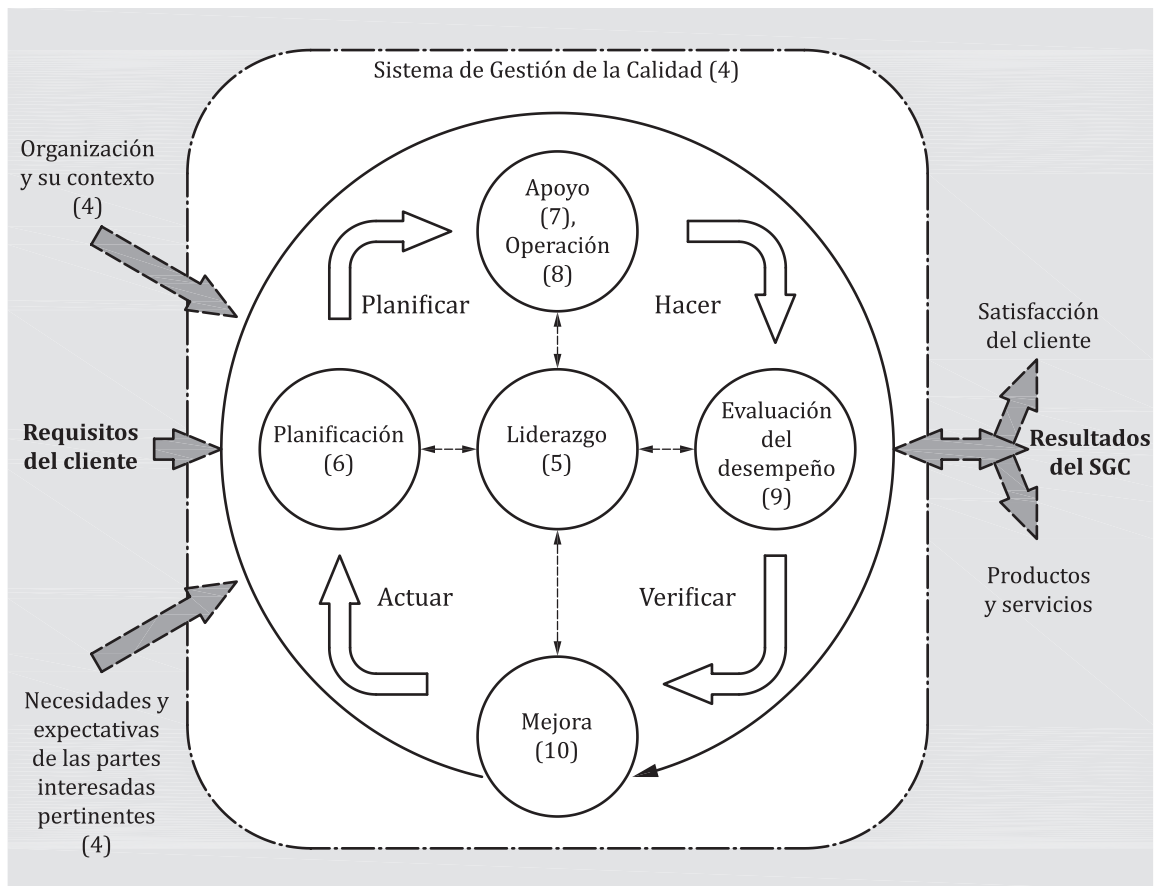 Sistema de Gestión de la Calidad (4)
Organización
y su contexto
(4)
Apoyo
(7),
Operación
(8)
Planificar
Hacer
Satisfacción
del cliente
Requisitos
del cliente
Planificación
(6)
Liderazgo
(5)
Evaluación
del
desempeño
(9)
Resultados
del SGC
Actuar
Verificar
Productos
y servicios
Necesidades y
expectativas
de las partes
interesadas
pertinentes
(4)
Mejora
(10)